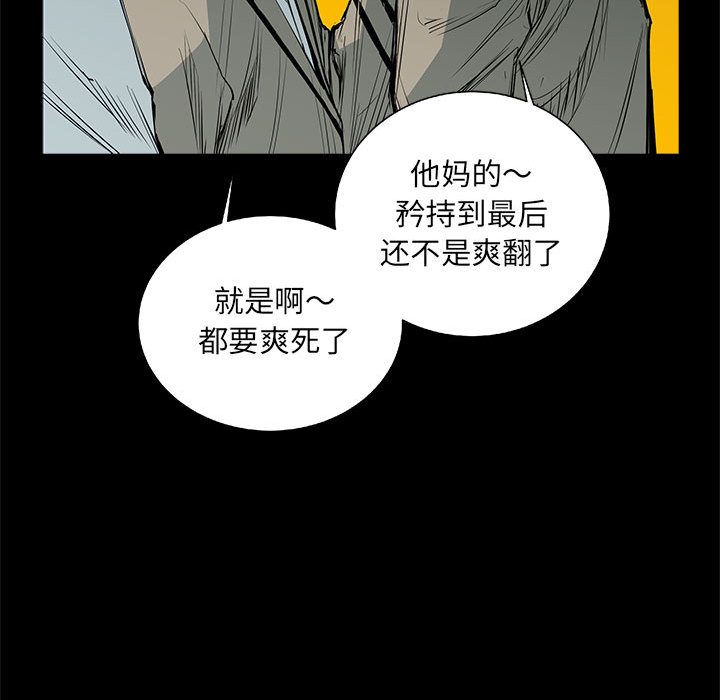 他妈的～
矜持到最后
还不是爽翻了
就是啊～
都要爽死了